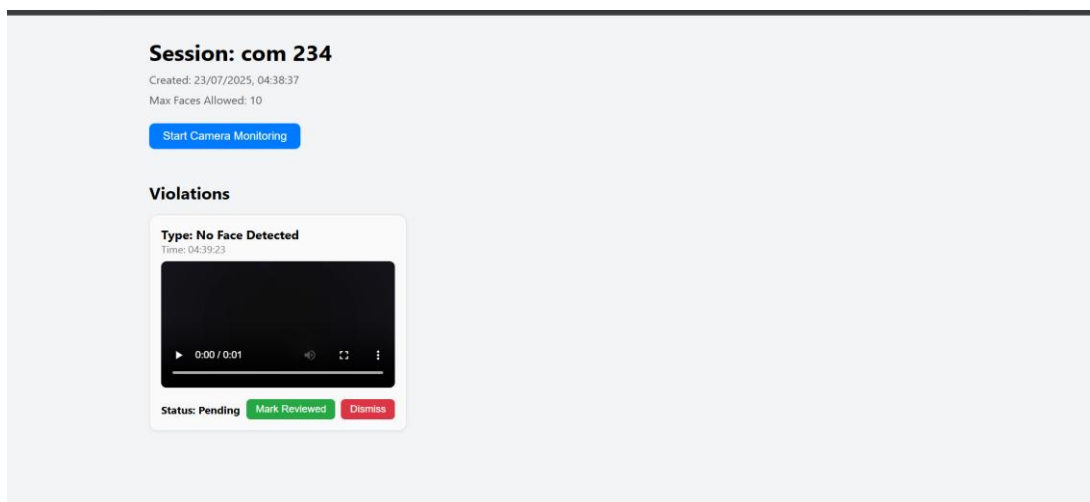 Session: com 234
Created: 23/07/2025, 04:38:37
Max Faces Allowed: 10
Start Camera Monitoring
Violations
Type: No Face Detected
Time: 04:39:23
0:00 / 0:01
Status: Pending Mark Reviewed Dismiss